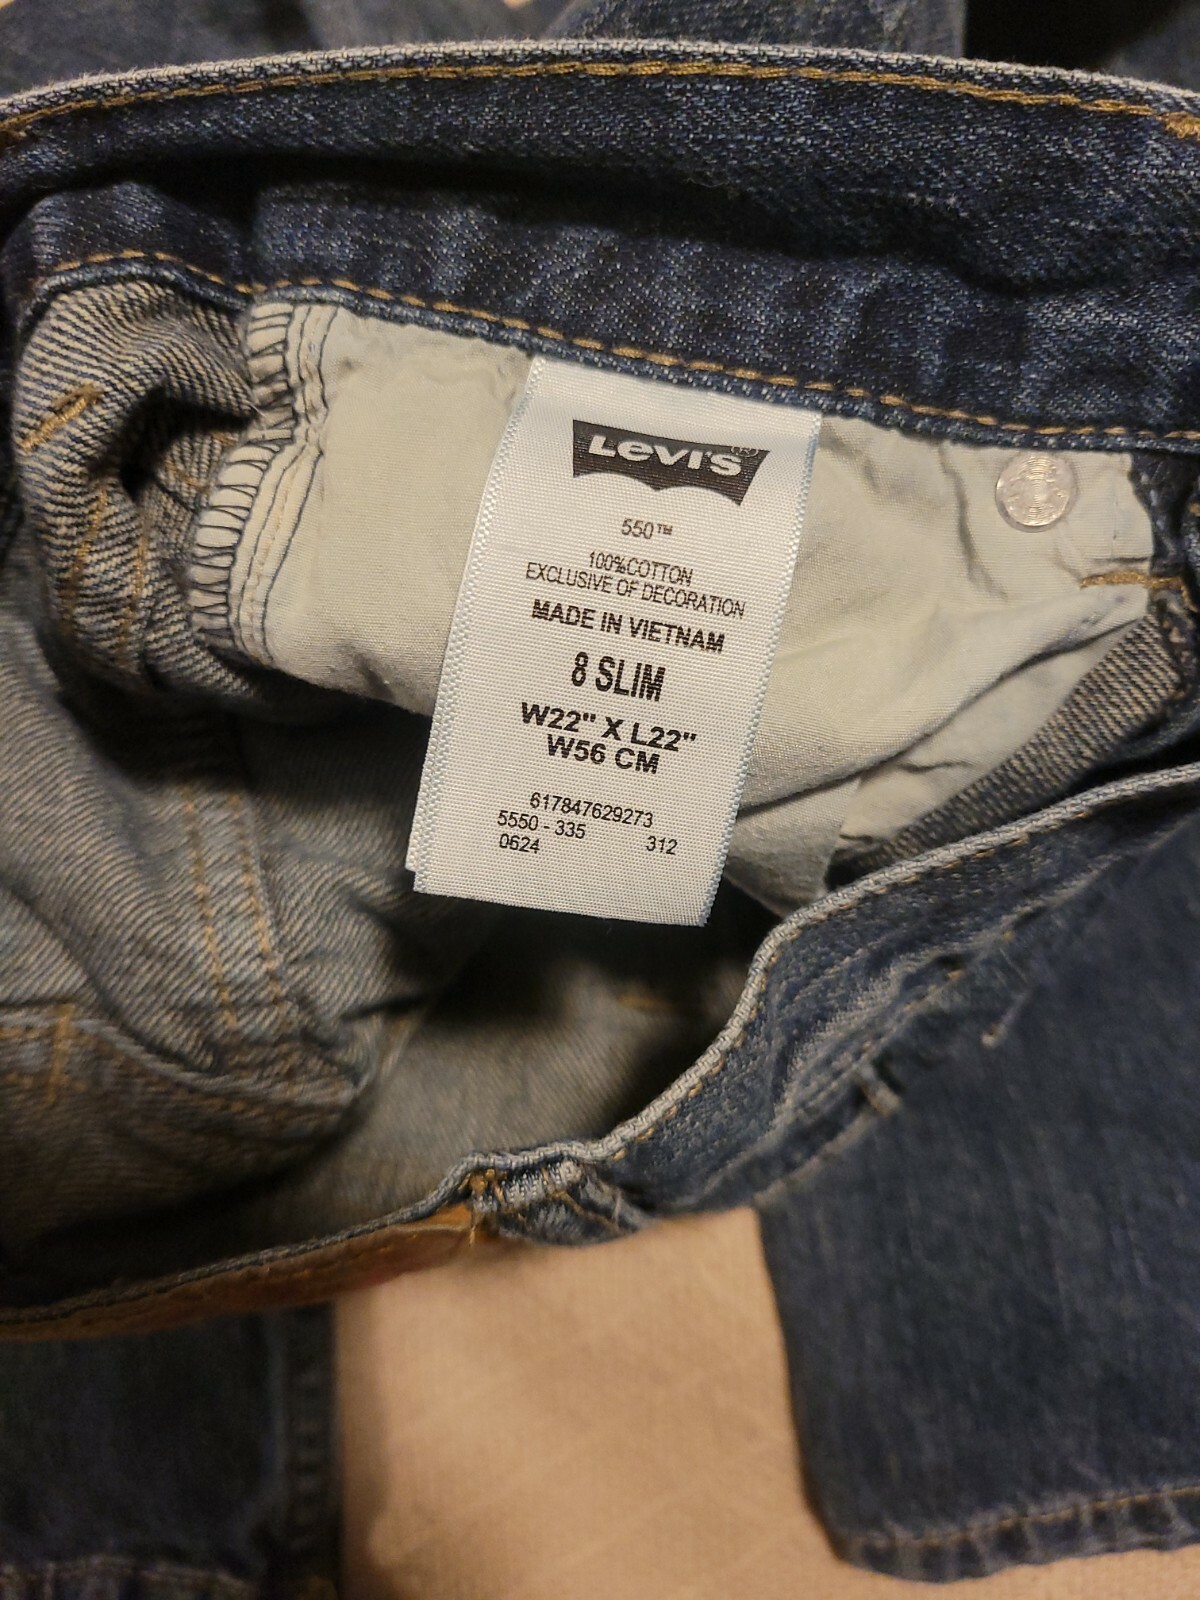 Levi's
550™
100%COTTON
EXCLUSIVE OF DECORATION
MADE IN VIETNAM
8 SLIM
W22" X L22"
W56 CM
617847629273
5550 - 335 312
0624